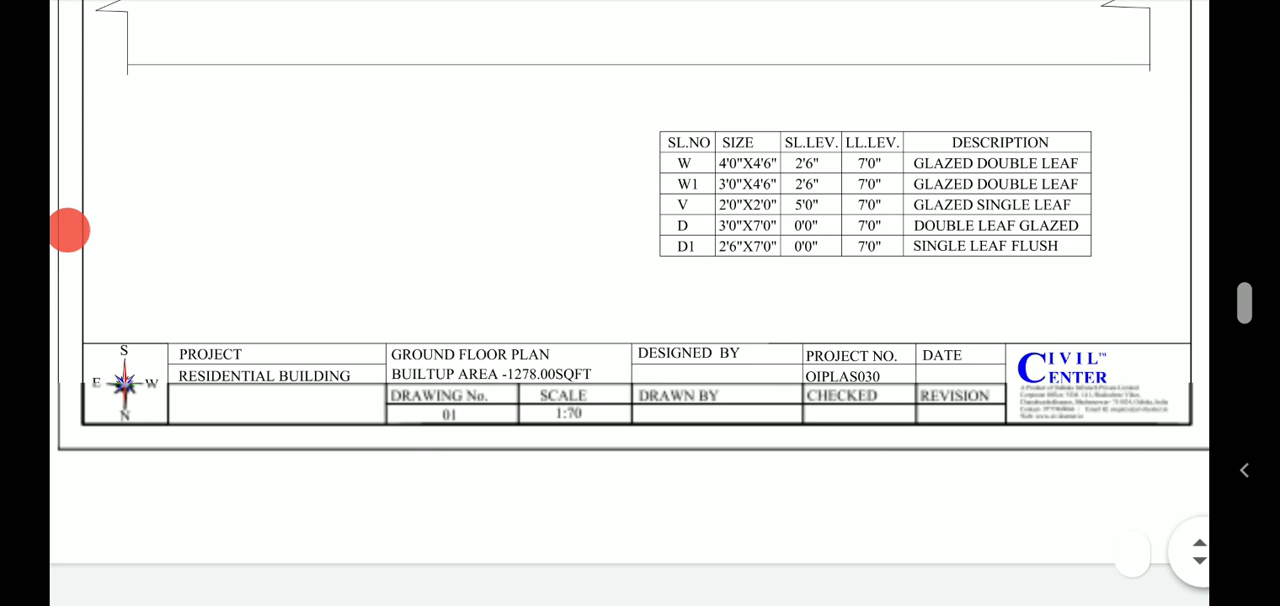 SL.NO SIZE SL.LEV. LL.LEV. DESCRIPTION
W 4'0"X4'6" 2'6" 7'0" GLAZED DOUBLE LEAF
W1 3'0"X4'6" 2'6" 7'0" GLAZED DOUBLE LEAF
V 2'0"X2'0" 5'0" 7'0" GLAZED SINGLE LEAF
D 3'0"X7'0" 0'0" 7'0" DOUBLE LEAF GLAZED
D1 2'6"X7'0" 0'0" 7'0" SINGLE LEAF FLUSH
S
E W
N
PROJECT
RESIDENTIAL BUILDING
GROUND FLOOR PLAN
BUILTUP AREA -1278.00SQFT
DRAWING No. SCALE
01 1:70
DESIGNED BY
DRAWN BY
PROJECT NO.
OIPLAS030
CHECKED
DATE
REVISION
CIVIL™
CENTER